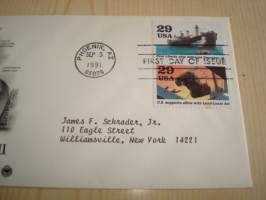 PHOENIX, AZ
SEP 3
1991
85026
29
USA
FIRST DAY OF ISSUE
29
USA
U.S. supports allies with Lend-Lease Act
James F. Schrader, Jr.
110 Eagle Street
Williamsville, New York 14221